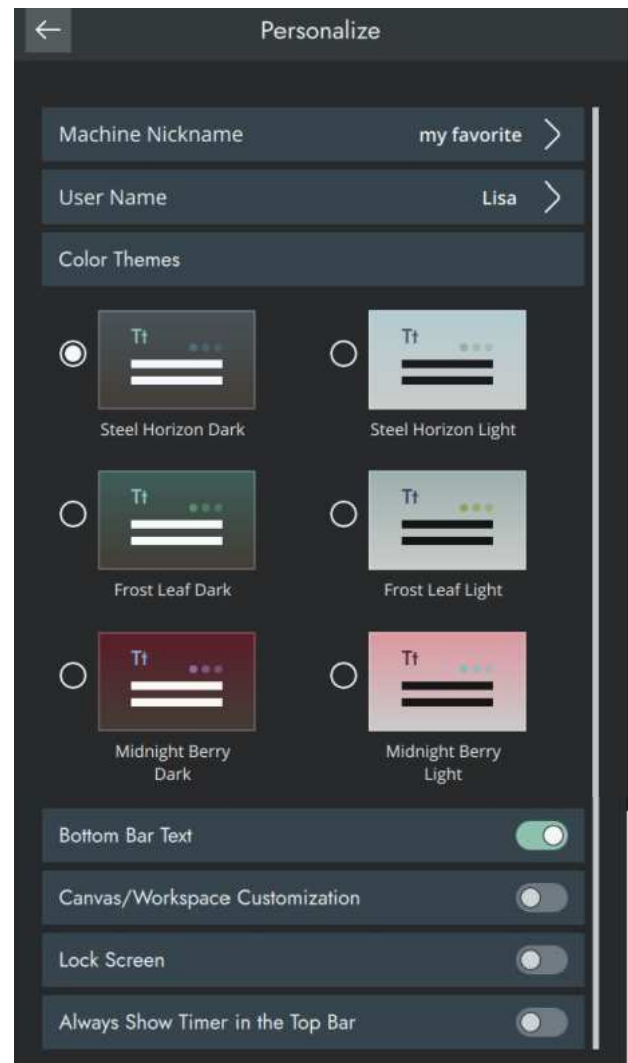 Personalize
Machine Nickname my favorite
User Name Lisa
Color Themes
Tt Tt
Steel Horizon Dark Steel Horizon Light
Tt Tt
Frost Leaf Dark Frost Leaf Light
Tt Tt
Midnight Berry
Dark
Midnight Berry
Light
Bottom Bar Text
Canvas/Workspace Customization
Lock Screen
Always Show Timer in the Top Bar